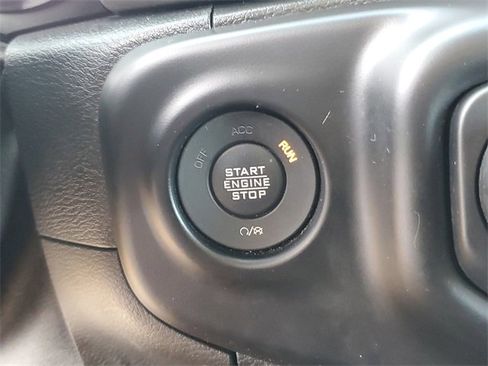 OFF ACC RUN
START
ENGINE
STOP